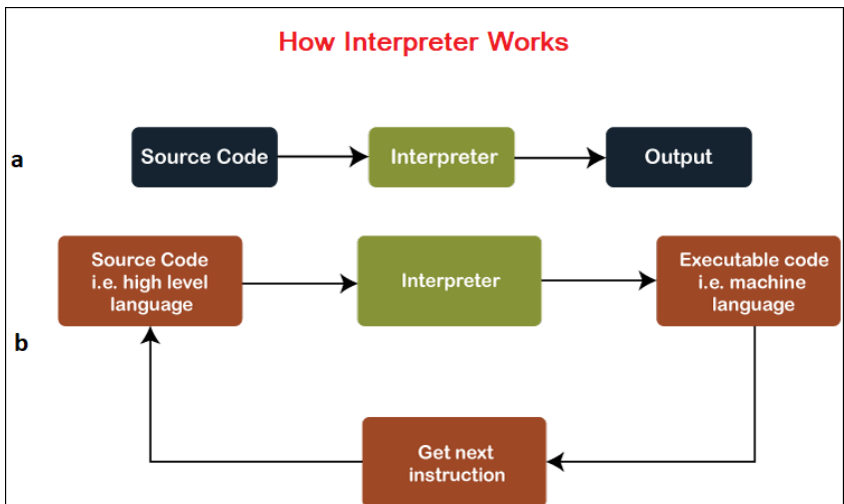 How Interpreter Works
a
Source Code
Interpreter
Output
Source Code
i.e. high level
language
Interpreter
Executable code
i.e. machine
language
b
Get next
instruction